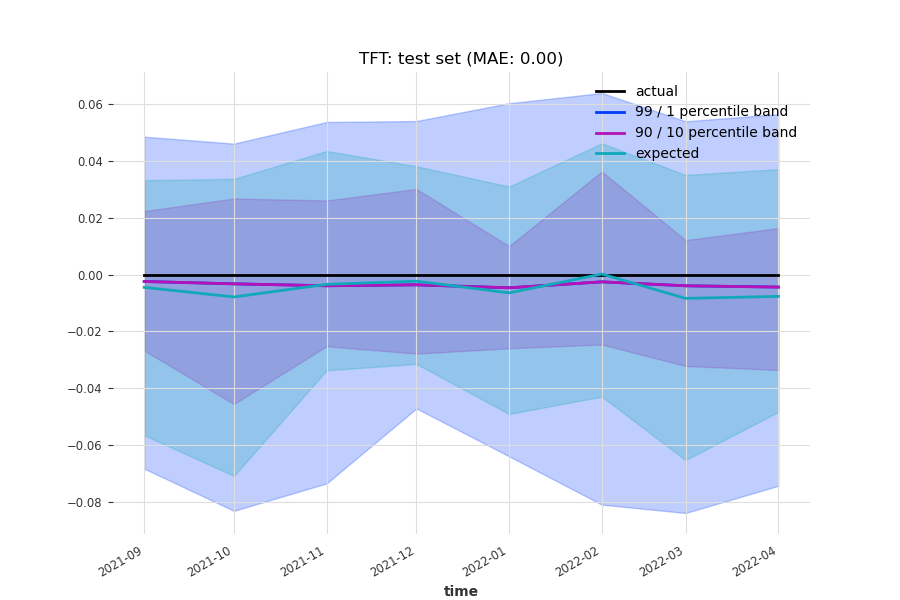 TFT: test set (MAE: 0.00)
actual
99 / 1 percentile band
90 / 10 percentile band
expected
0.06
0.04
0.02
0.00
−0.02
−0.04
−0.06
−0.08
2021-09
2021-10
2021-11
2021-12
2022-01
2022-02
2022-03
2022-04
time